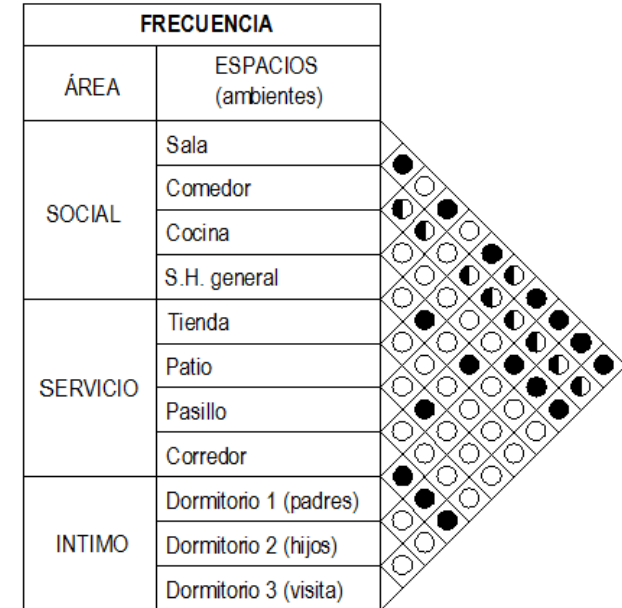 FRECUENCIA
ÁREA
ESPACIOS
(ambientes)
SOCIAL
Sala
Comedor
Cocina
S.H. general
SERVICIO
Tienda
Patio
Pasillo
Corredor
INTIMO
Dormitorio 1 (padres)
Dormitorio 2 (hijos)
Dormitorio 3 (visita)